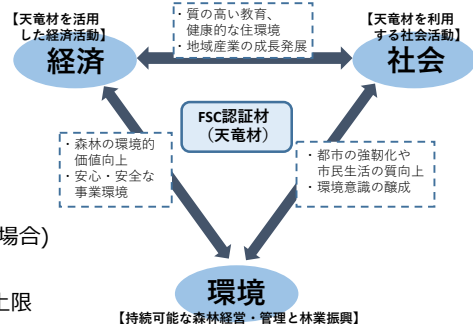 【天竜材を活用
した経済活動】
経済
・質の高い教育、
健康的な住環境
・地域産業の成長発展
【天竜材を利用
する社会活動】
社会
FSC認証材
（天竜材）
・森林の環境的
価値向上
・安心・安全な
事業環境
・都市の強靭化や
市民生活の質向上
・環境意識の醸成
場合)
上限
環境
【持続可能な森林経営・管理と林業振興】